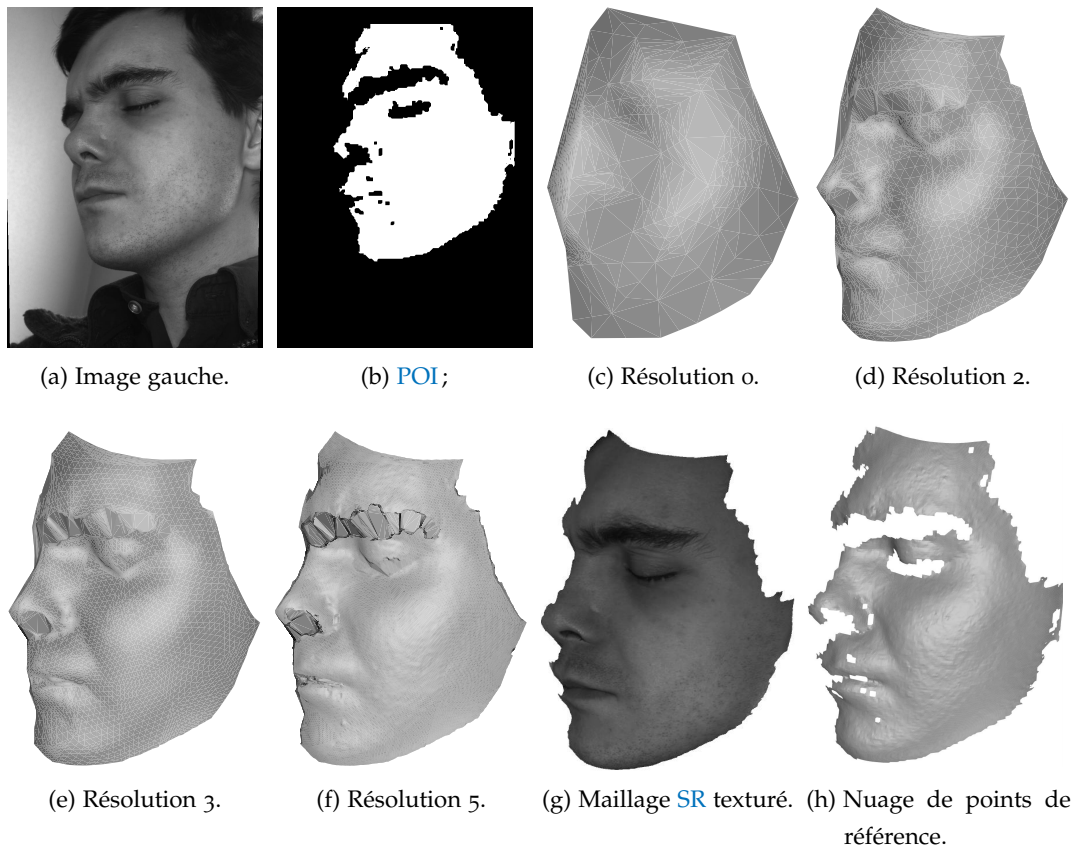 (a) Image gauche.
(b) POI ;
(c) Résolution 0.
(d) Résolution 2.
(e) Résolution 3.
(f) Résolution 5.
(g) Maillage SR texturé.
(h) Nuage de points de
référence.